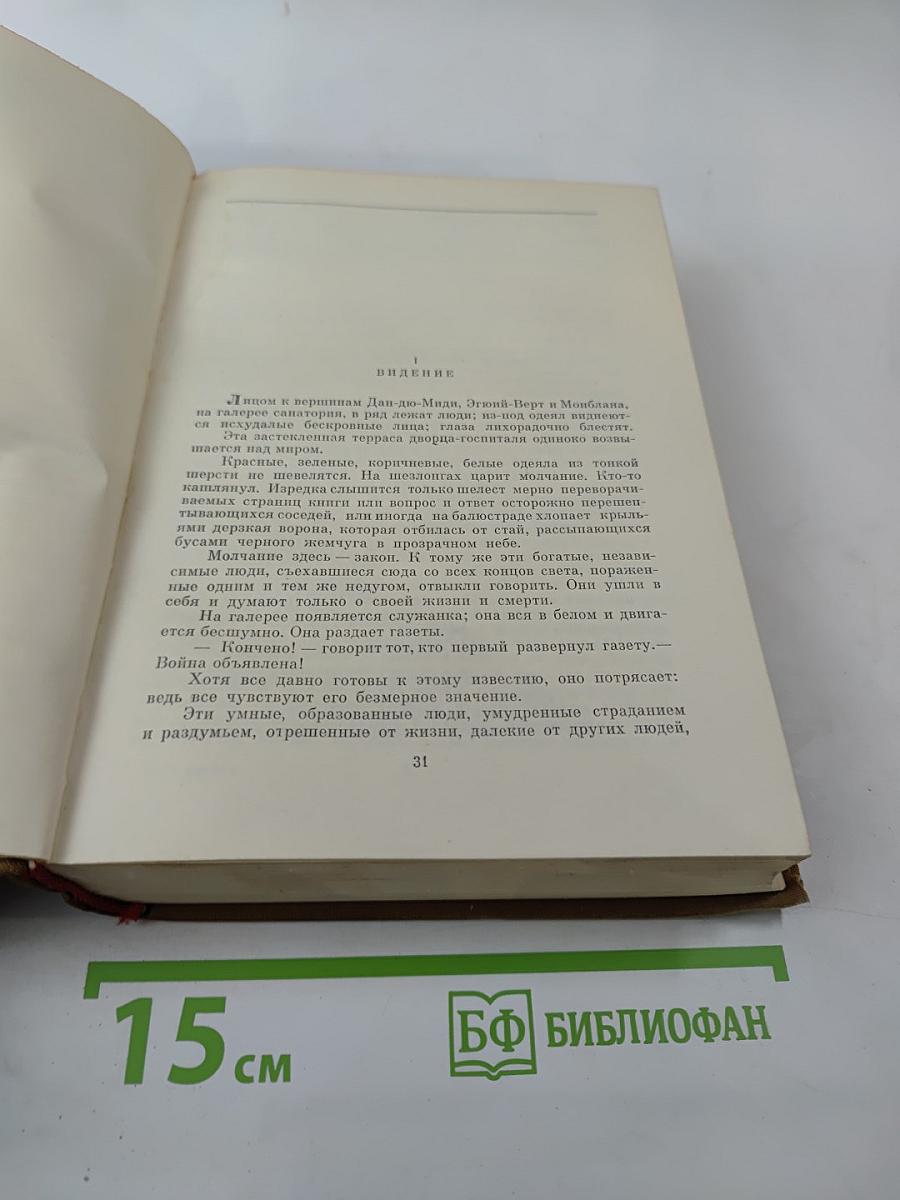 I
ВИДЕНИЕ
Лицом к вершинам Дан-дю-Миди, Эгюий-Верт и Монблана,
на галерее санатория, в ряд лежат люди; из-под одеял виднеют-
ся исхудалые бескровные лица; глаза лихорадочно блестят.
Эта застекленная терраса дворца-госпиталя одиноко возвы-
шается над миром.
Красные, зеленые, коричневые, белые одеяла из тонкой
шерсти не шевелятся. На шезлонгах царит молчание. Кто-то
кашлянул. Изредка слышится только шелест мерно переворачи-
ваемых страниц книги или вопрос и ответ осторожно перешеп-
тывающихся соседей, или иногда на балюстраде хлопает крыль-
ями дерзкая ворона, которая отбилась от стай, рассыпающихся
бусами черного жемчуга в прозрачном небе.
Молчание здесь — закон. К тому же эти богатые, незави-
симые люди, съехавшиеся сюда со всех концов света, поражен-
ные одним и тем же недугом, отвыкли говорить. Они ушли в
себя и думают только о своей жизни и смерти.
На галерее появляется служанка; она вся в белом и двига-
ется бесшумно. Она раздает газеты.
— Кончено! — говорит тот, кто первый развернул газету.—
Война объявлена!
Хотя все давно готовы к этому известию, оно потрясает:
ведь все чувствуют его безмерное значение.
Эти умные, образованные люди, умудренные страданием
и раздумьем, отрешенные от жизни, далекие от других людей,
31
15 см
БФ БИБЛИОФАН